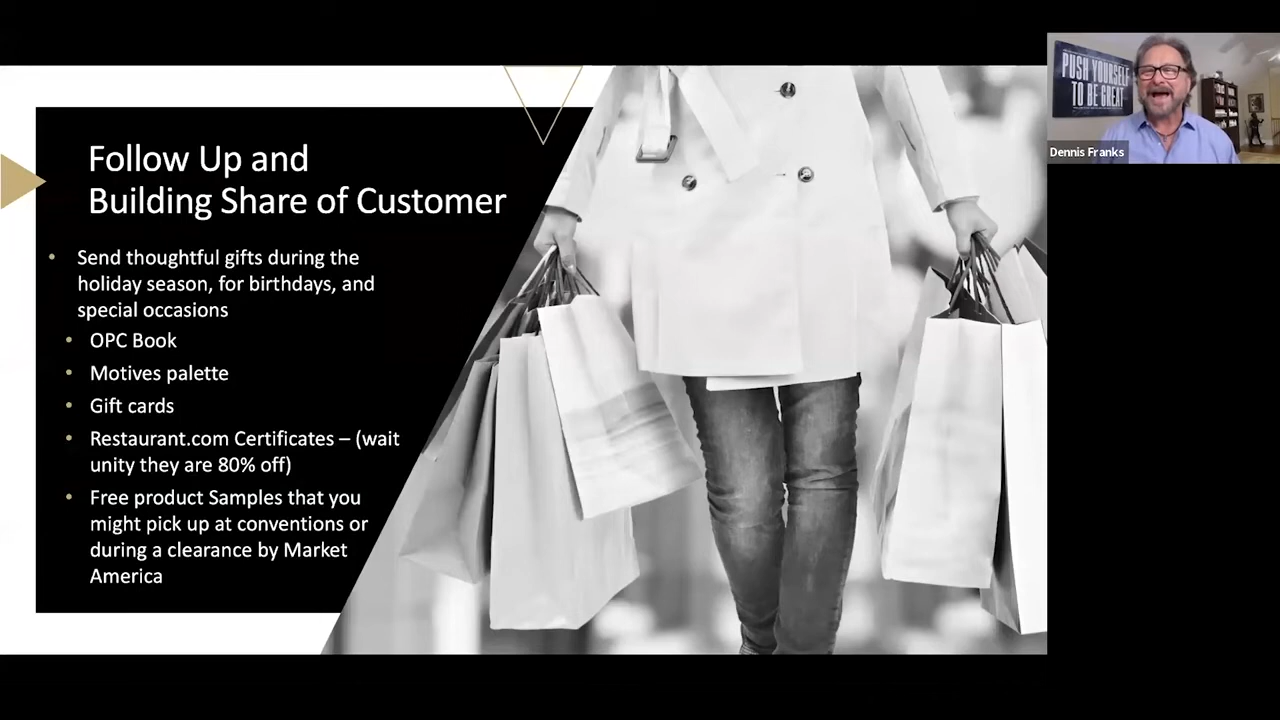 Follow Up and
Building Share of Customer
• Send thoughtful gifts during the
holiday season, for birthdays, and
special occasions
• OPC Book
• Motives palette
• Gift cards
• Restaurant.com Certificates – (wait
unity they are 80% off)
• Free product Samples that you
might pick up at conventions or
during a clearance by Market
America
PUSH YOURSELF
TO BE GREAT
Dennis Franks